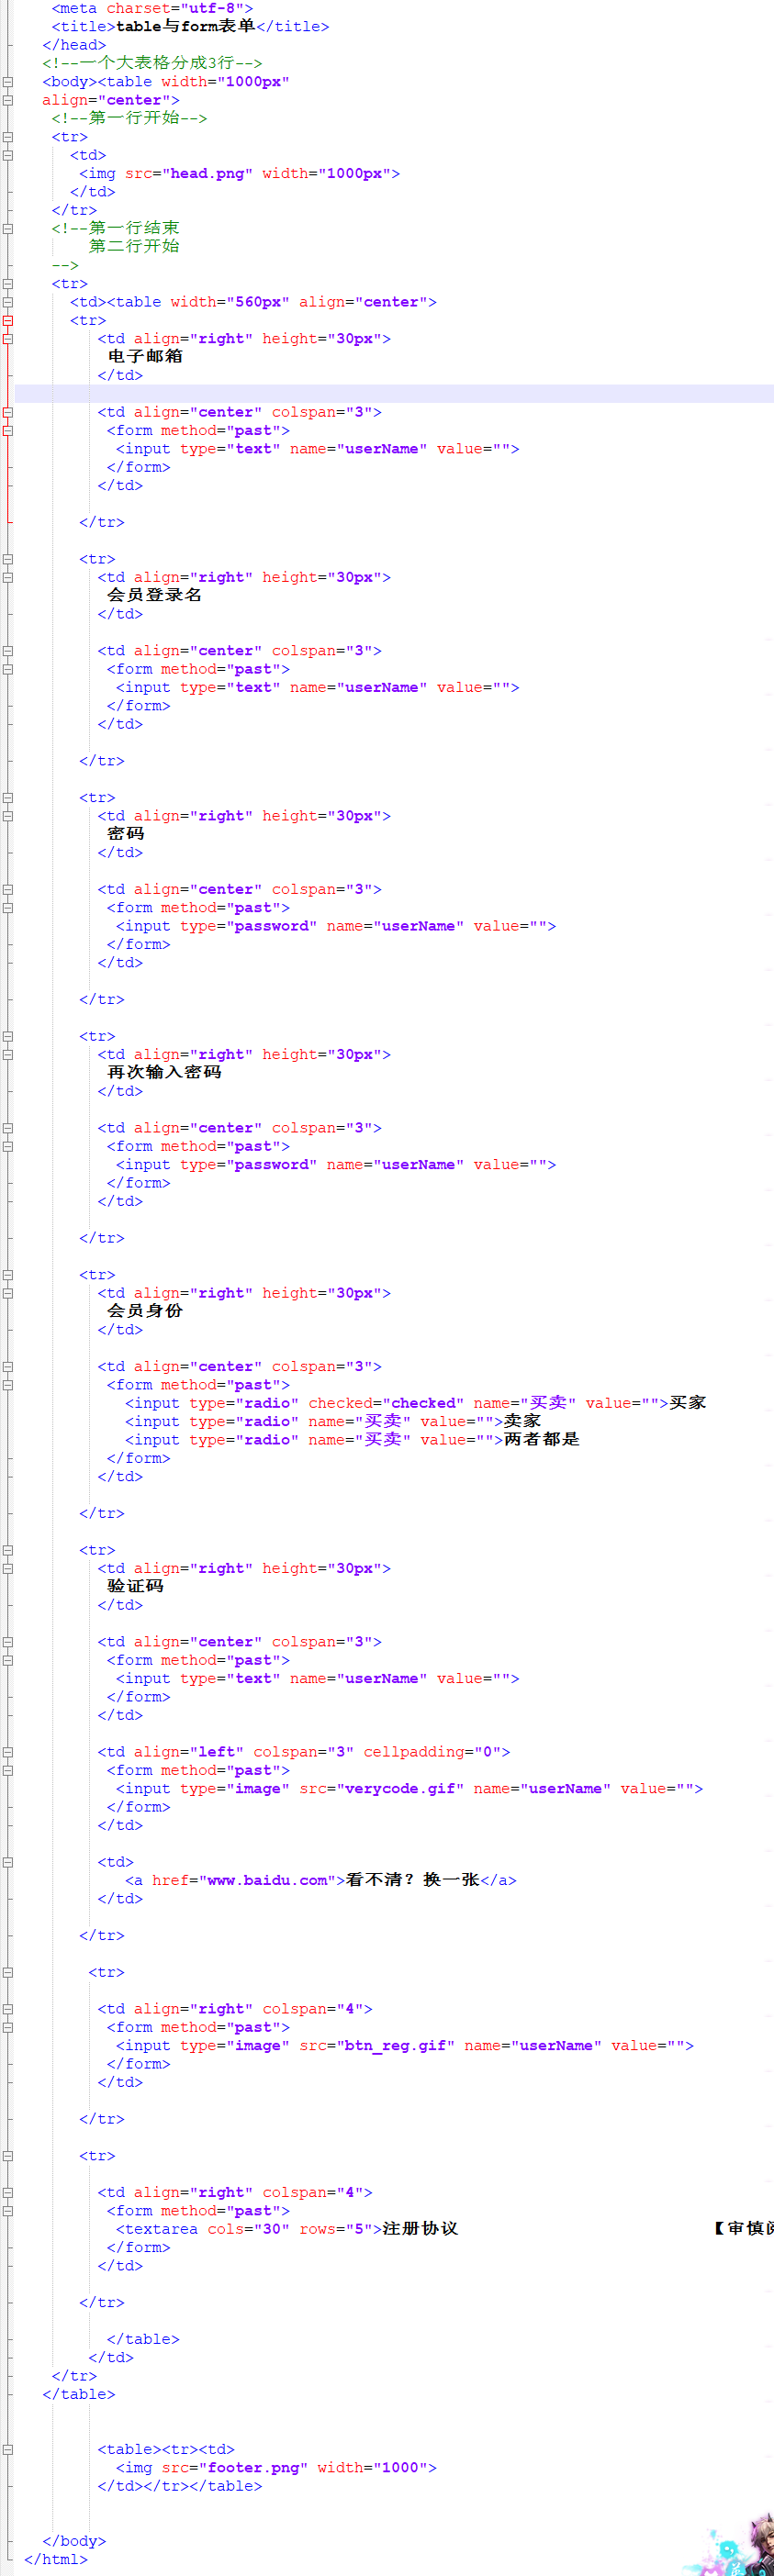 <meta charset="utf-8">
<title>table与form表单</title>
</head>
<!--一个大表格分成3行-->
<body><table width="1000px"
align="center">
<!--第一行开始-->
<tr>
<td>
<img src="head.png" width="1000px">
</td>
</tr>
<!--第一行结束
第二行开始
-->
<tr>
<td><table width="560px" align="center">
<tr>
<td align="right" height="30px">
电子邮箱
</td>
<td align="center" colspan="3">
<form method="past">
<input type="text" name="userName" value="">
</form>
</td>
</tr>
<tr>
<td align="right" height="30px">
会员登录名
</td>
<td align="center" colspan="3">
<form method="past">
<input type="text" name="userName" value="">
</form>
</td>
</tr>
<tr>
<td align="right" height="30px">
密码
</td>
<td align="center" colspan="3">
<form method="past">
<input type="password" name="userName" value="">
</form>
</td>
</tr>
<tr>
<td align="right" height="30px">
再次输入密码
</td>
<td align="center" colspan="3">
<form method="past">
<input type="password" name="userName" value="">
</form>
</td>
</tr>
<tr>
<td align="right" height="30px">
会员身份
</td>
<td align="center" colspan="3">
<form method="past">
<input type="radio" checked="checked" name="买卖" value="">买家
<input type="radio" name="买卖" value="">卖家
<input type="radio" name="买卖" value="">两者都是
</form>
</td>
</tr>
<tr>
<td align="right" height="30px">
验证码
</td>
<td align="center" colspan="3">
<form method="past">
<input type="text" name="userName" value="">
</form>
</td>
<td align="left" colspan="3" cellpadding="0">
<form method="past">
<input type="image" src="verycode.gif" name="userName" value="">
</form>
</td>
<td>
<a href="www.baidu.com">看不清？换一张</a>
</td>
</tr>
<tr>
<td align="right" colspan="4">
<form method="past">
<input type="image" src="btn_reg.gif" name="userName" value="">
</form>
</td>
</tr>
<tr>
<td align="right" colspan="4">
<form method="past">
<textarea cols="30" rows="5">注册协议 【审慎
</form>
</td>
</tr>
</table>
</td>
</tr>
</table>
<table><tr><td>
<img src="footer.png" width="1000">
</td></tr></table>
</body>
</html>